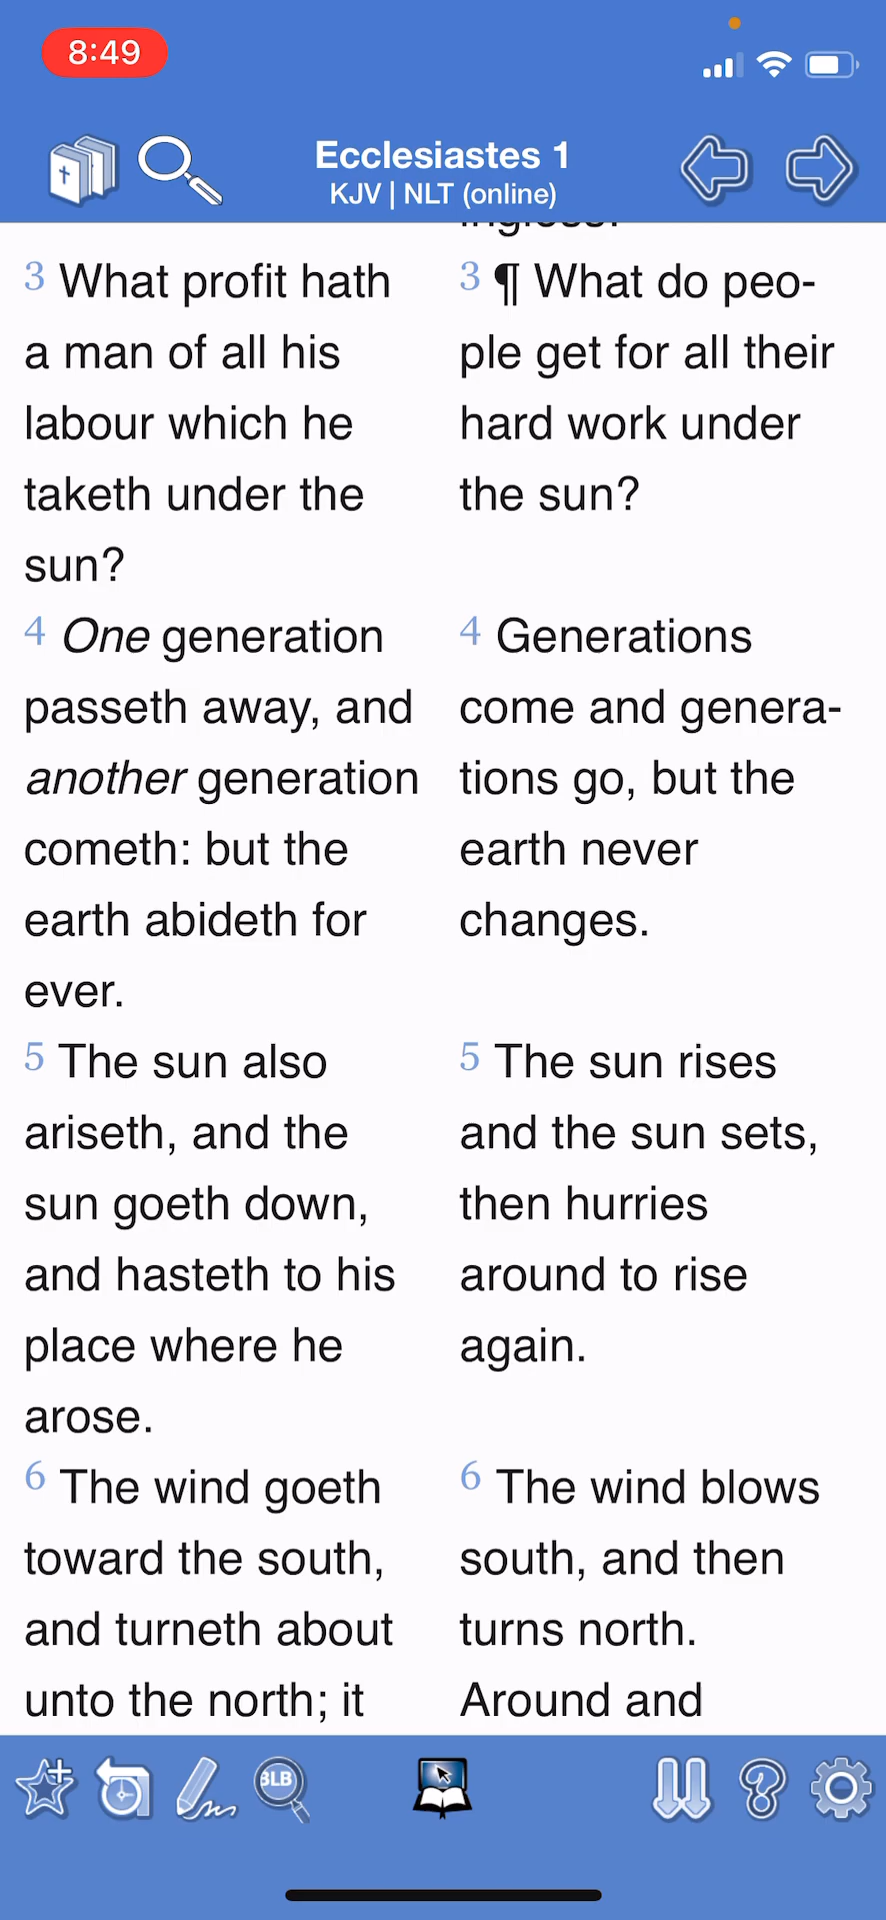 8:49
Ecclesiastes 1
KJV | NLT (online)
3 What profit hath
a man of all his
labour which he
taketh under the
sun?
4 One generation
passeth away, and
another generation
cometh: but the
earth abideth for
ever.
5 The sun also
ariseth, and the
sun goeth down,
and hasteth to his
place where he
arose.
6 The wind goeth
toward the south,
and turneth about
unto the north; it
3 ¶ What do peo-
ple get for all their
hard work under
the sun?
4 Generations
come and genera-
tions go, but the
earth never
changes.
5 The sun rises
and the sun sets,
then hurries
around to rise
again.
6 The wind blows
south, and then
turns north.
Around and
BLB